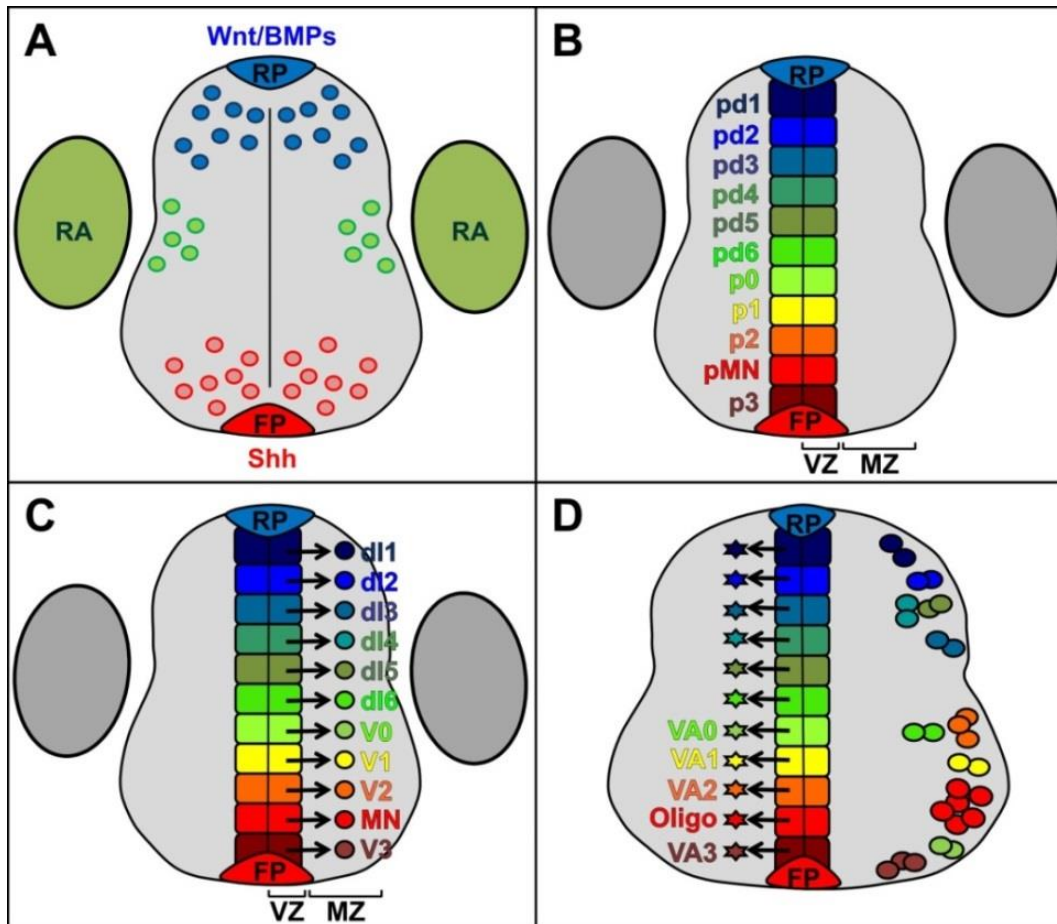 A
Wnt/BMPs
RP
RA
RA
FP
Shh
B
RP
pd1
pd2
pd3
pd4
pd5
pd6
p0
p1
p2
pMN
p3
FP
VZ MZ
C
RP
dI1
dI2
dI3
dI4
dI5
dI6
V0
V1
V2
MN
V3
FP
VZ MZ
D
RP
VA0
VA1
VA2
Oligo
VA3
FP